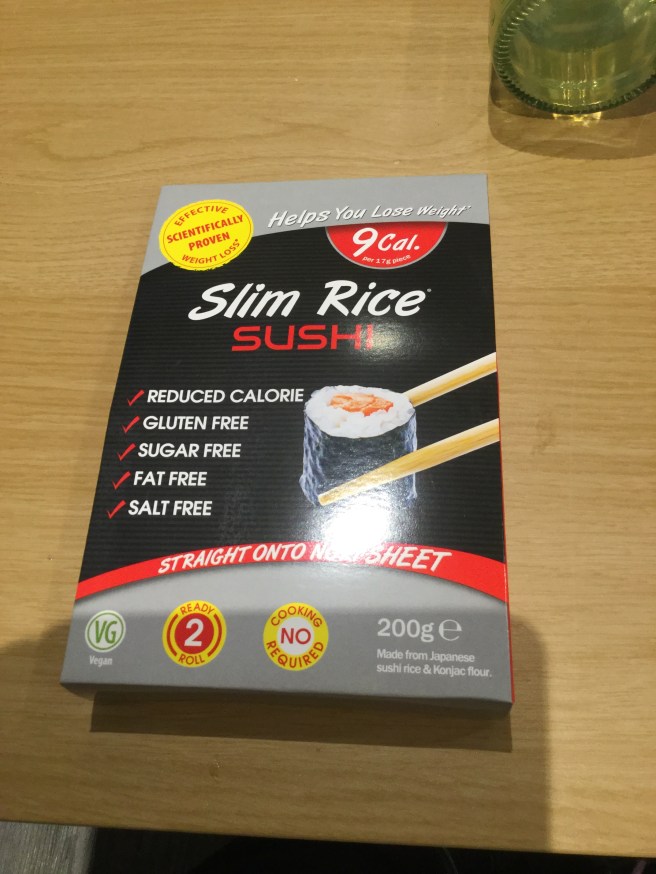 EFFECTIVE
SCIENTIFICALLY
PROVEN
WEIGHT LOSS*
Helps You Lose Weight*
9 Cal.
per 17g piece
Slim Rice®
SUSHI
REDUCED CALORIE
GLUTEN FREE
SUGAR FREE
FAT FREE
SALT FREE
STRAIGHT ONTO NORI SHEET
VG
Vegan
READY
2
ROLL
COOKING
NO
REQUIRED
200g ℮
Made from Japanese
sushi rice & Konjac flour.